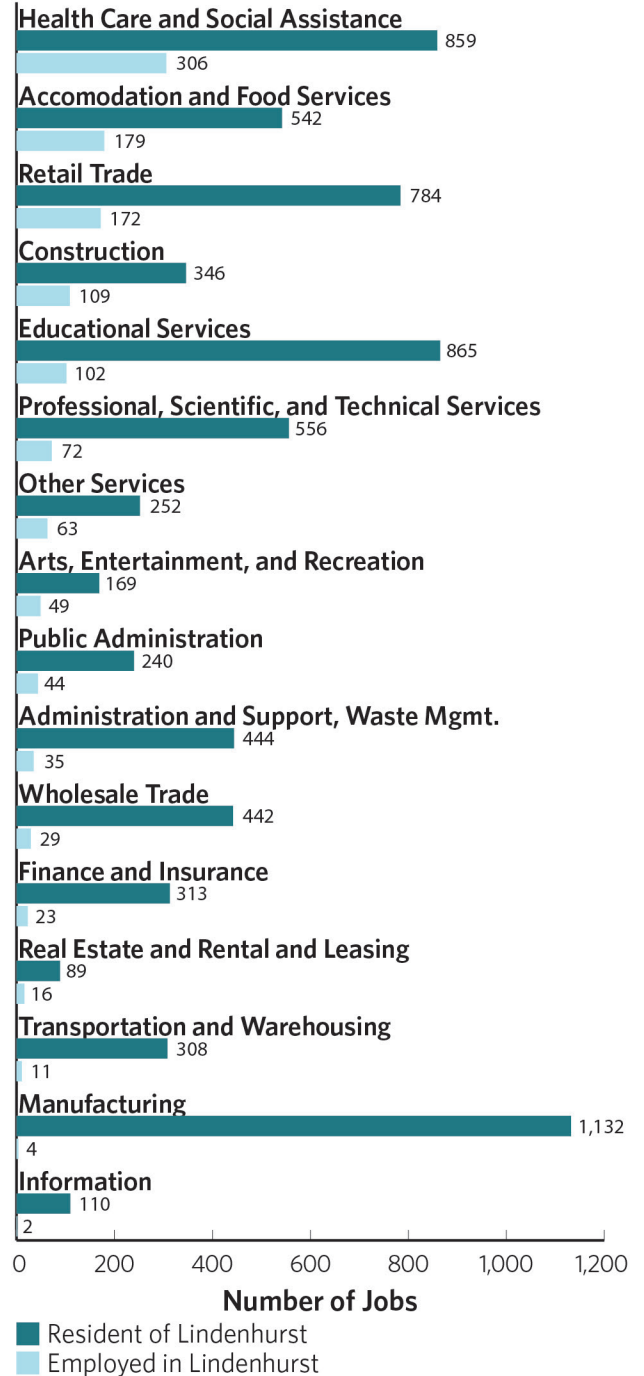 Health Care and Social Assistance
859
306
Accomodation and Food Services
542
179
Retail Trade
784
172
Construction
346
109
Educational Services
865
102
Professional, Scientific, and Technical Services
556
72
Other Services
252
63
Arts, Entertainment, and Recreation
169
49
Public Administration
240
44
Administration and Support, Waste Mgmt.
444
35
Wholesale Trade
442
29
Finance and Insurance
313
23
Real Estate and Rental and Leasing
89
16
Transportation and Warehousing
308
11
Manufacturing
1,132
4
Information
110
2
0 200 400 600 800 1,000 1,200
Number of Jobs
Resident of Lindenhurst
Employed in Lindenhurst